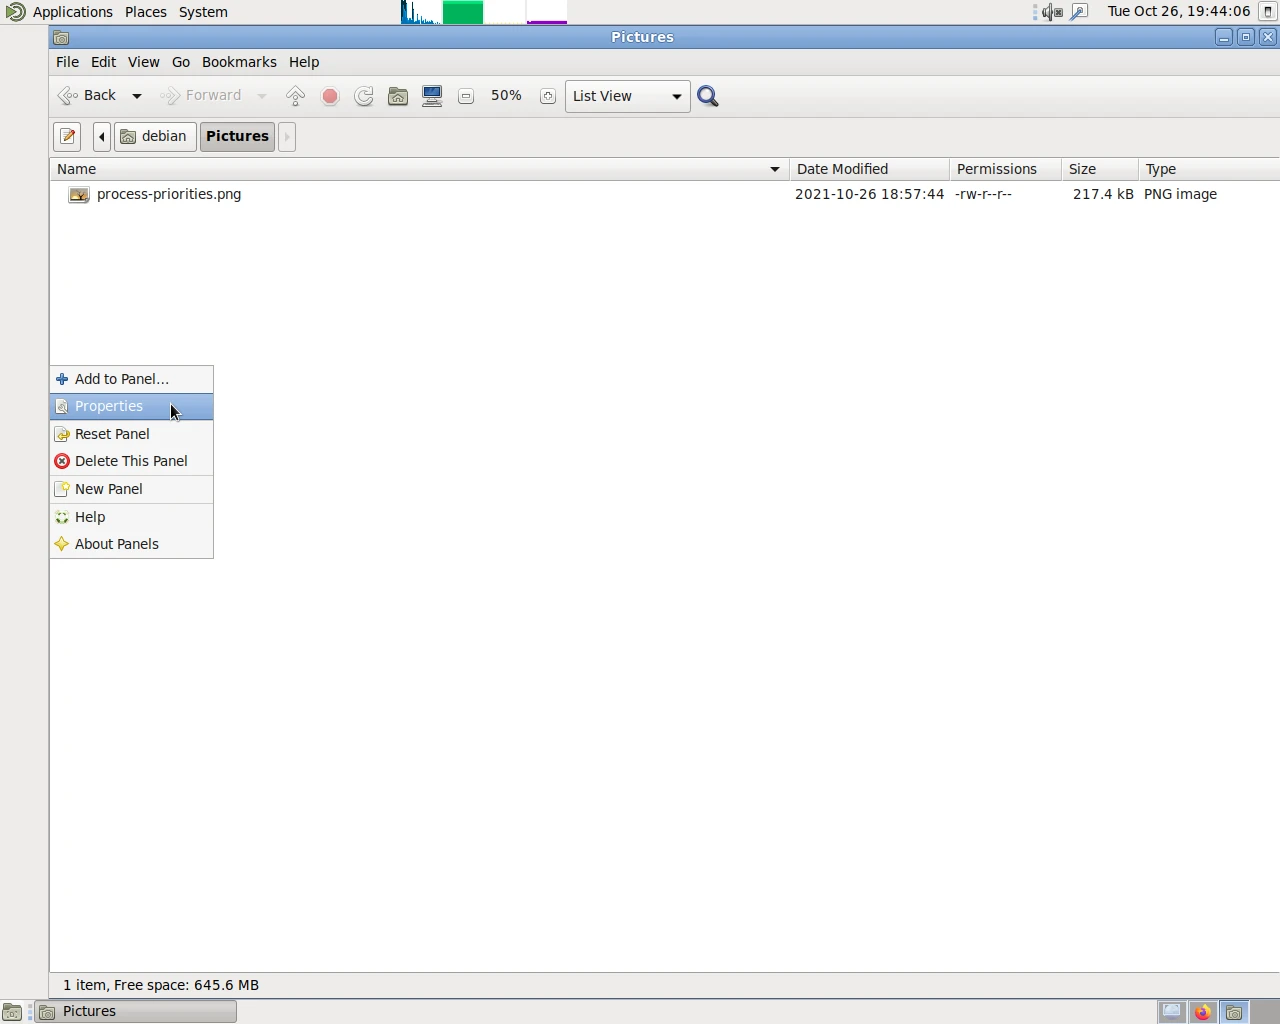 Applications Places System Tue Oct 26, 19:44:06
Pictures
File Edit View Go Bookmarks Help
Back Forward 50% List View
debian Pictures
Name Date Modified Permissions Size Type
process-priorities.png 2021-10-26 18:57:44 -rw-r--r-- 217.4 kB PNG image
Add to Panel...
Properties
Reset Panel
Delete This Panel
New Panel
Help
About Panels
1 item, Free space: 645.6 MB
Pictures